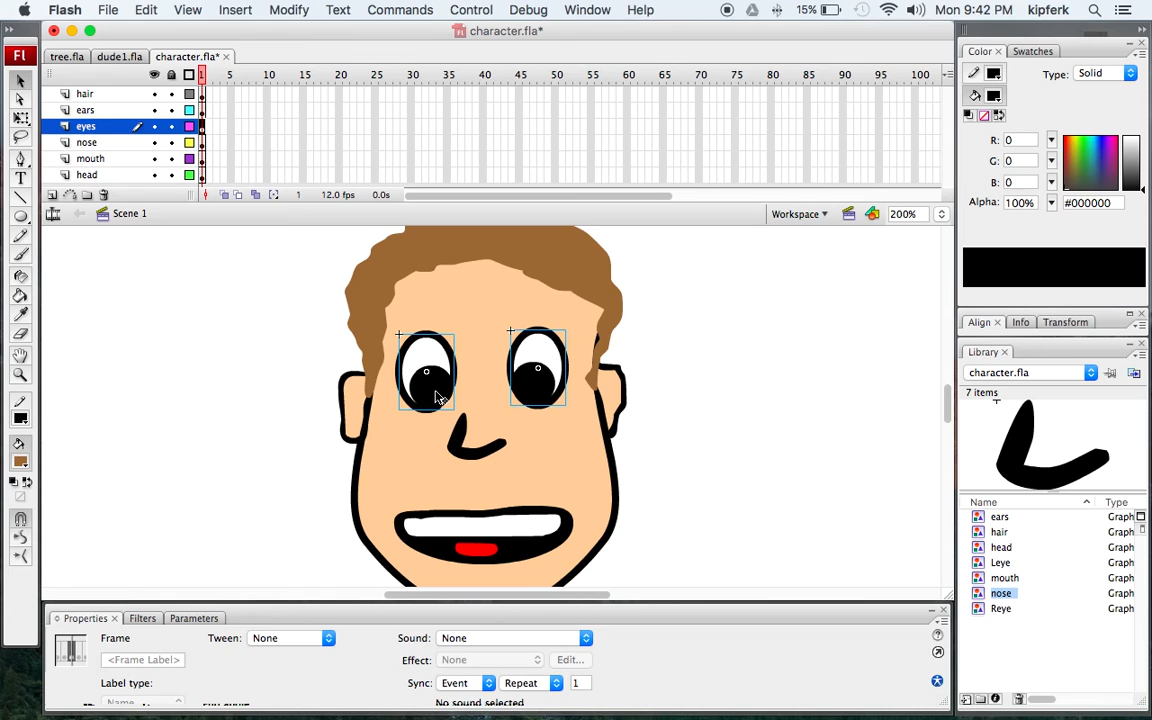 Flash File Edit View Insert Modify Text Commands Control Debug Window Help 15% Mon 9:42 PM kipferk
character.fla*
tree.fla dude1.fla character.fla*
1 5 10 15 20 25 30 35 40 45 50 55 60 65 70 75 80 85 90 95 100
hair
ears
eyes
nose
mouth
head
1 12.0 fps 0.0s
Scene 1 Workspace 200%
Fl
Color Swatches
Type: Solid
R: 0
G: 0
B: 0
Alpha: 100% #000000
Align Info Transform
Library
character.fla
7 items
Name Type
ears Graph
hair Graph
head Graph
Leye Graph
mouth Graph
nose Graph
Reye Graph
Properties Filters Parameters
Frame Tween: None Sound: None
<Frame Label> Effect: None Edit...
Label type: Sync: Event Repeat 1
Name No sound selected